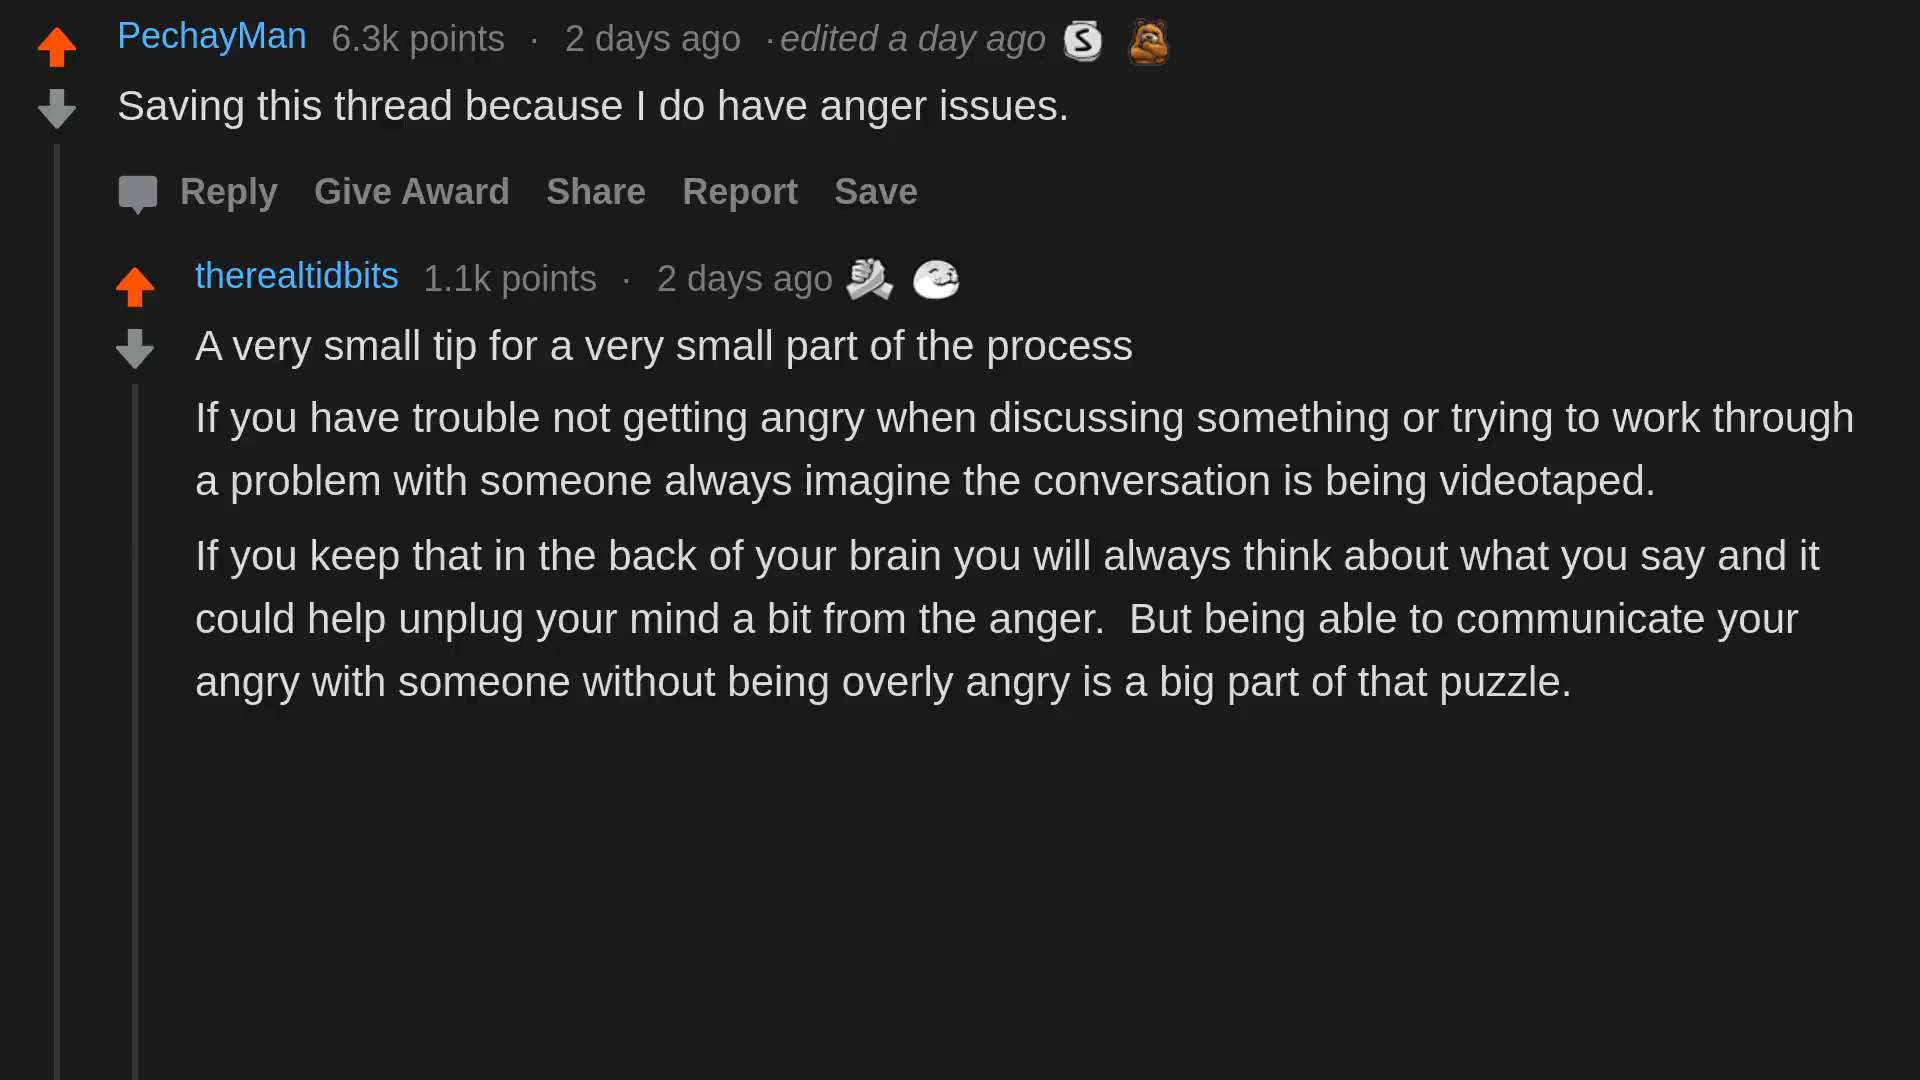 PechayMan 6.3k points · 2 days ago · edited a day ago S
Saving this thread because I do have anger issues.
Reply Give Award Share Report Save
therealtidbits 1.1k points · 2 days ago
A very small tip for a very small part of the process
If you have trouble not getting angry when discussing something or trying to work through
a problem with someone always imagine the conversation is being videotaped.
If you keep that in the back of your brain you will always think about what you say and it
could help unplug your mind a bit from the anger.  But being able to communicate your
angry with someone without being overly angry is a big part of that puzzle.